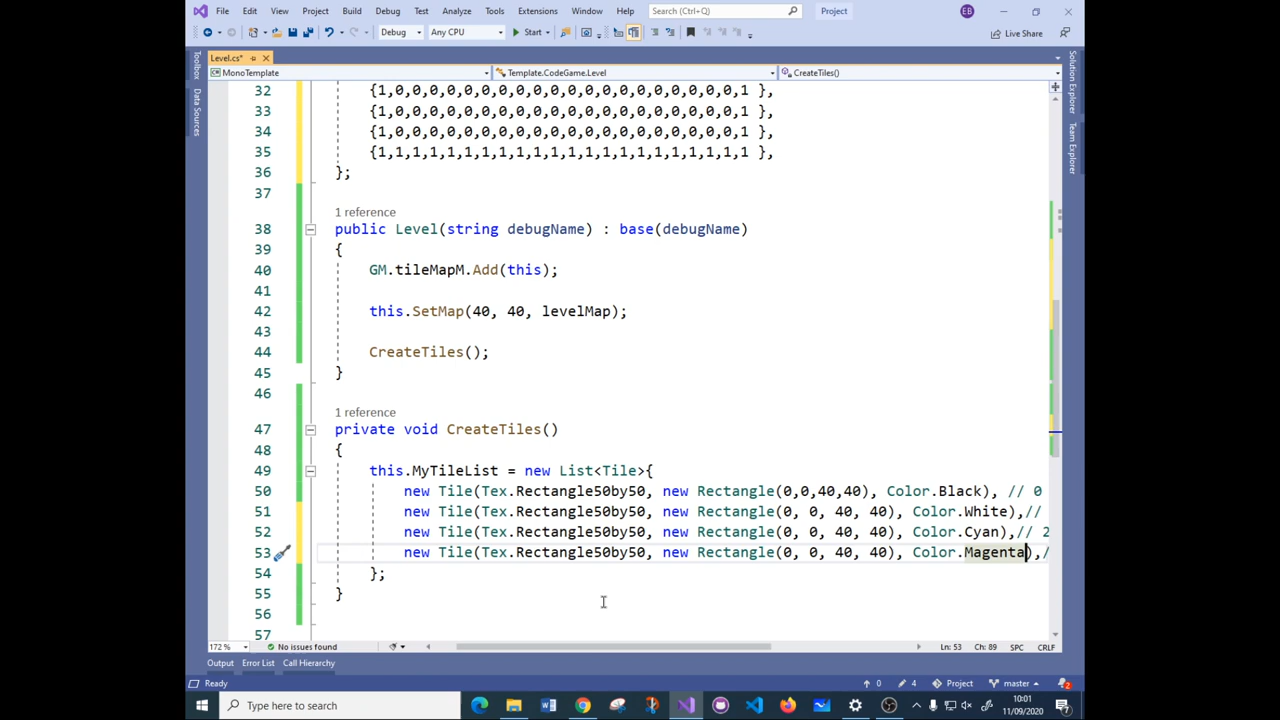 File Edit View Project Build Debug Test Analyze Tools Extensions Window Help Search (Ctrl+Q) Project EB
Debug Any CPU Start Live Share
Level.cs*
MonoTemplate Template.CodeGame.Level CreateTiles()
Toolbox
Data Sources
Solution Explorer
Team Explorer
32 {1,0,0,0,0,0,0,0,0,0,0,0,0,0,0,0,0,0,0,0,0,1 },
33 {1,0,0,0,0,0,0,0,0,0,0,0,0,0,0,0,0,0,0,0,0,1 },
34 {1,0,0,0,0,0,0,0,0,0,0,0,0,0,0,0,0,0,0,0,0,1 },
35 {1,1,1,1,1,1,1,1,1,1,1,1,1,1,1,1,1,1,1,1,1,1 },
36 };
37
1 reference
38 public Level(string debugName) : base(debugName)
39 {
40 GM.tileMapM.Add(this);
41
42 this.SetMap(40, 40, levelMap);
43
44 CreateTiles();
45 }
46
1 reference
47 private void CreateTiles()
48 {
49 this.MyTileList = new List<Tile>{
50 new Tile(Tex.Rectangle50by50, new Rectangle(0,0,40,40), Color.Black), // 0
51 new Tile(Tex.Rectangle50by50, new Rectangle(0, 0, 40, 40), Color.White),//
52 new Tile(Tex.Rectangle50by50, new Rectangle(0, 0, 40, 40), Color.Cyan),// 2
53 new Tile(Tex.Rectangle50by50, new Rectangle(0, 0, 40, 40), Color.Magenta),/
54 };
55 }
56
57
172 % No issues found Ln: 53 Ch: 89 SPC CRLF
Output Error List Call Hierarchy
Ready 0 4 Project master 2
Type here to search 10:01
11/09/2020 7